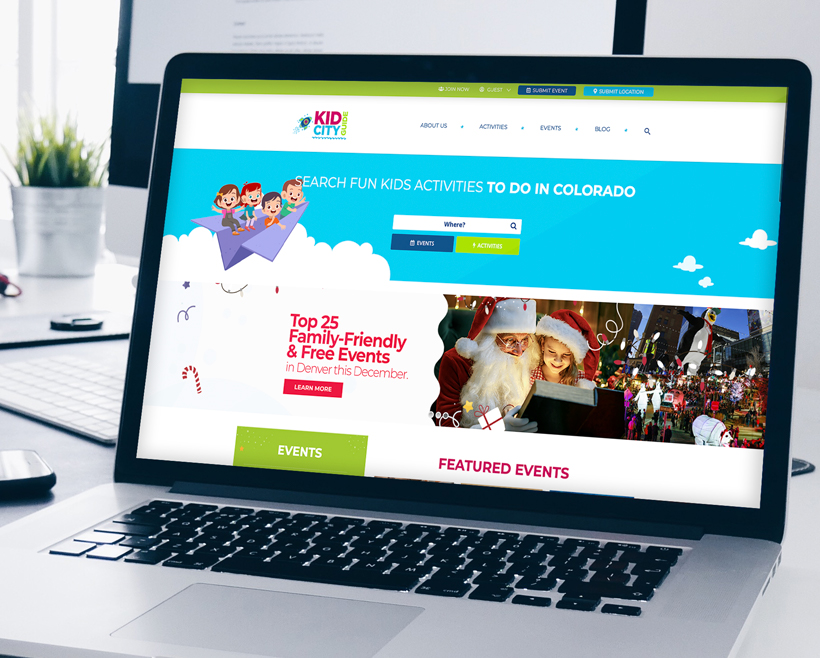 JOIN NOW GUEST SUBMIT EVENT SUBMIT LOCATION
KID
CITY
GUIDE
ABOUT US ACTIVITIES EVENTS BLOG
SEARCH FUN KIDS ACTIVITIES TO DO IN COLORADO
Where?
EVENTS ACTIVITIES
Top 25
Family-Friendly
& Free Events
in Denver this December.
LEARN MORE
EVENTS
FEATURED EVENTS